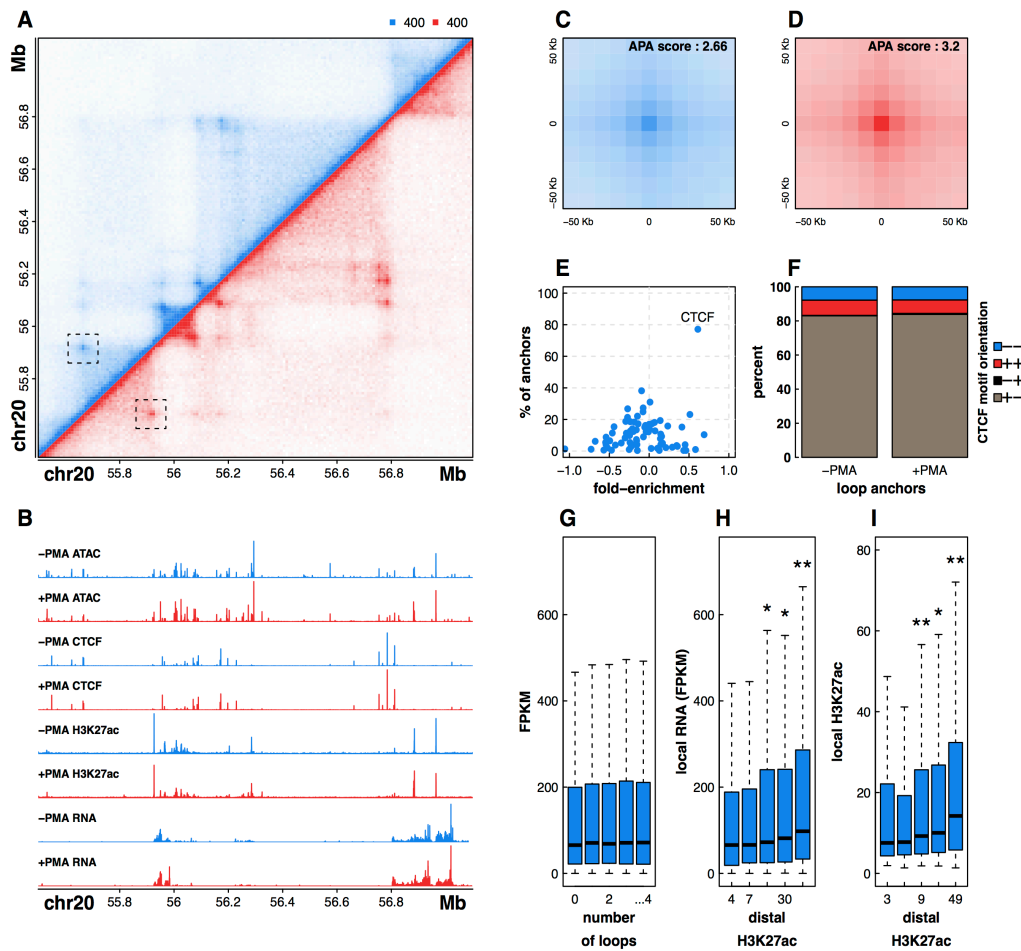 A
400 400
Mb
56.8
56.6
56.4
56.2
56
55.8
chr20
chr20 55.8 56 56.2 56.4 56.6 56.8 Mb
B
−PMA ATAC
+PMA ATAC
−PMA CTCF
+PMA CTCF
−PMA H3K27ac
+PMA H3K27ac
−PMA RNA
+PMA RNA
chr20 55.8 56 56.2 56.4 56.6 56.8 Mb
C
APA score : 2.66
50 Kb
0
−50 Kb
−50 Kb 0 50 Kb
D
APA score : 3.2
50 Kb
0
−50 Kb
−50 Kb 0 50 Kb
E
% of anchors
100
80
60
40
20
0
CTCF
−1.0 −0.5 0.0 0.5 1.0
fold−enrichment
F
percent
100
80
60
40
20
0
−PMA +PMA
loop anchors
CTCF motif orientation
−−
++
−+
+−
G
FPKM
600
400
200
0
0 2 ...4
number
of loops
H
local RNA (FPKM)
600
400
200
0
* * **
4 7 30
distal
H3K27ac
I
local H3K27ac
80
60
40
20
0
** * **
3 9 49
distal
H3K27ac